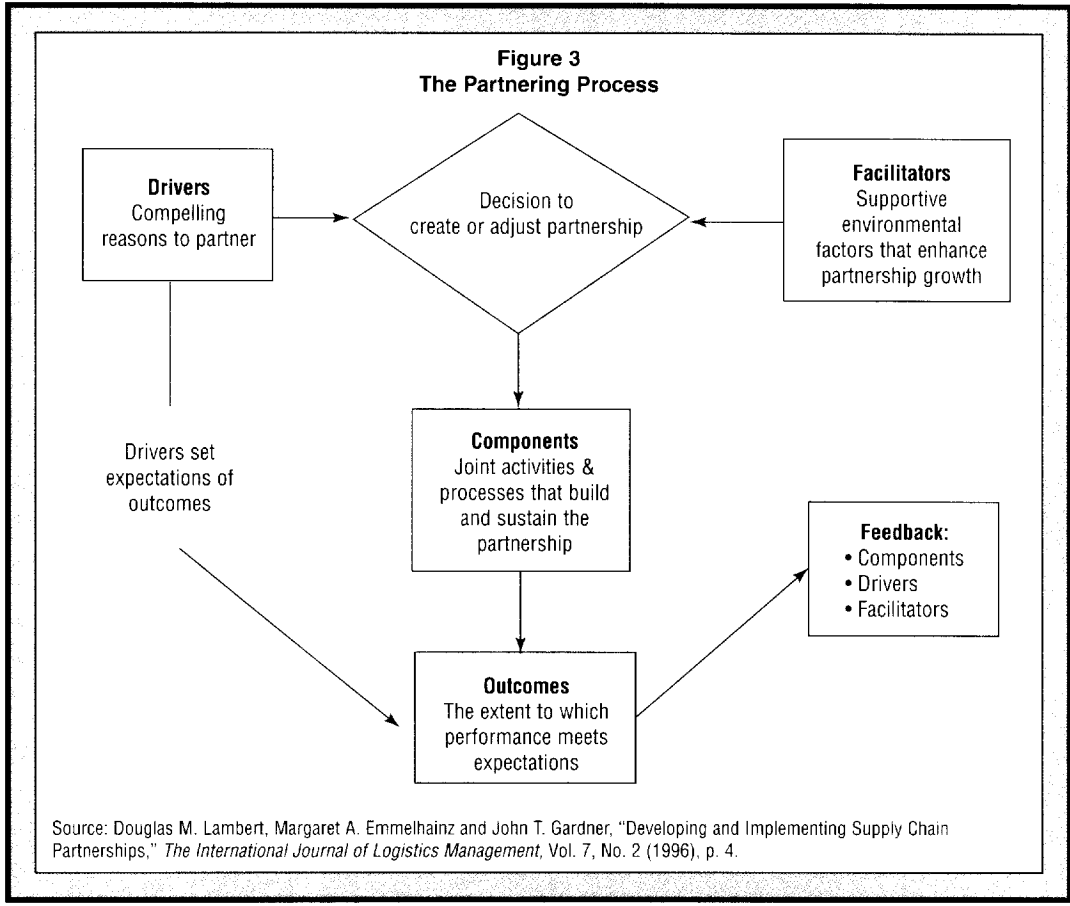 Figure 3
The Partnering Process
Drivers
Compelling
reasons to partner
Decision to
create or adjust partnership
Facilitators
Supportive
environmental
factors that enhance
partnership growth
Drivers set
expectations of
outcomes
Components
Joint activities &
processes that build
and sustain the
partnership
Feedback:
• Components
• Drivers
• Facilitators
Outcomes
The extent to which
performance meets
expectations
Source: Douglas M. Lambert, Margaret A. Emmelhainz and John T. Gardner, “Developing and Implementing Supply Chain
Partnerships,” The International Journal of Logistics Management, Vol. 7, No. 2 (1996), p. 4.